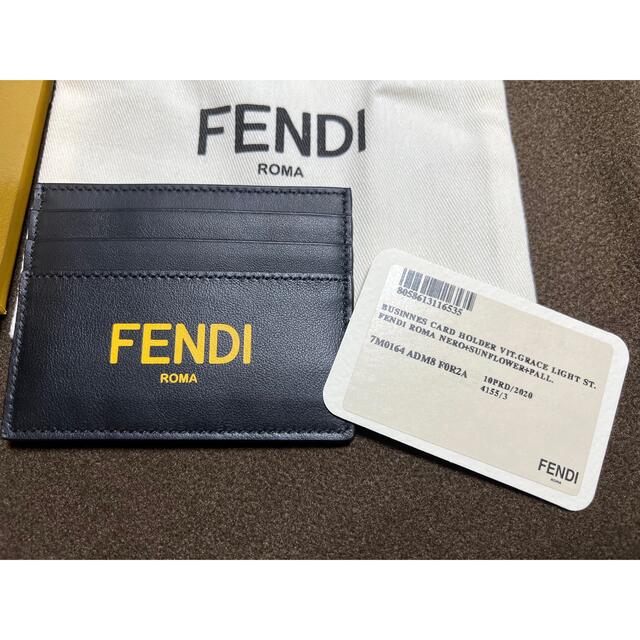 FENDI
ROMA
FENDI
ROMA
8058613116535
BUSINNES CARD HOLDER VIT.GRACE LIGHT ST.
FENDI ROMA NERO+SUNFLOWER+PALL.
7M0164 ADM8 F0R2A 10PRD/2020
4155/3
FENDI
ROMA